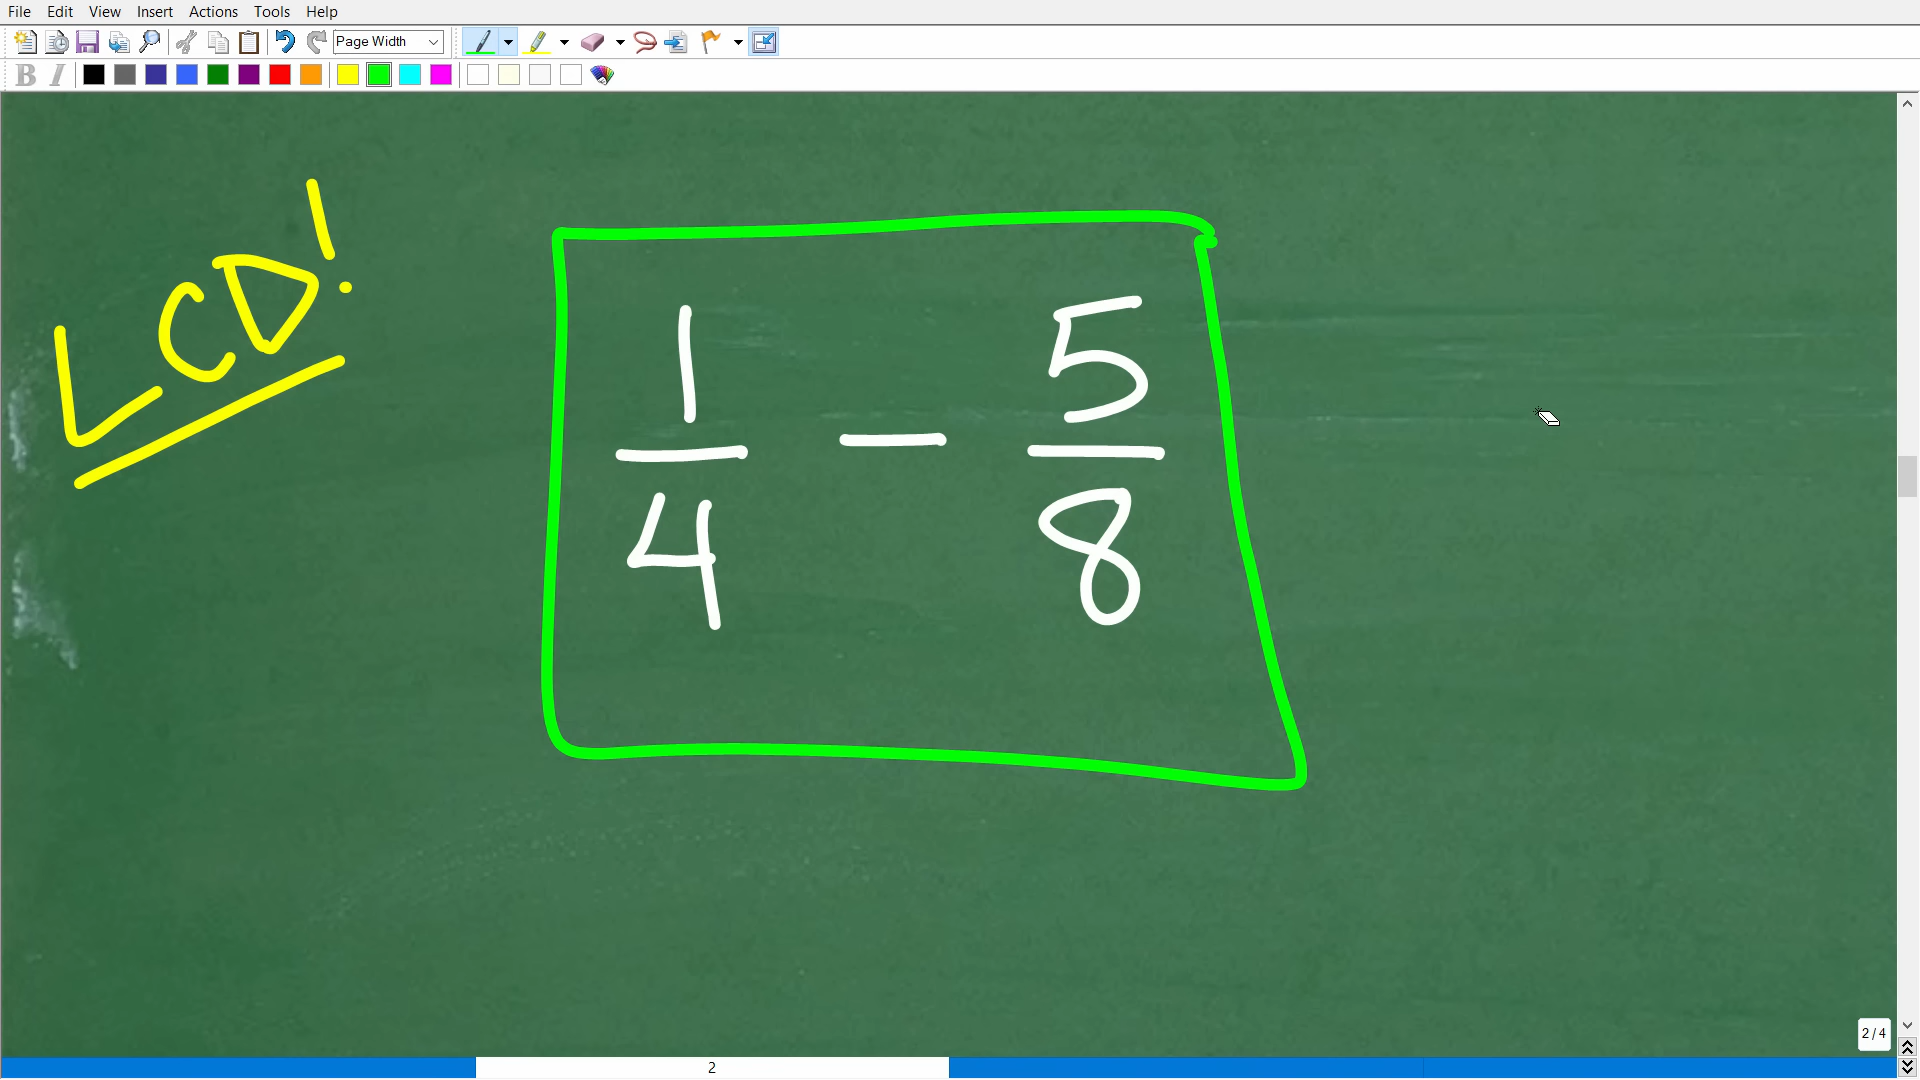 File Edit View Insert Actions Tools Help
Page Width
B I
LCD!
1/4 - 5/8
2 / 4
2